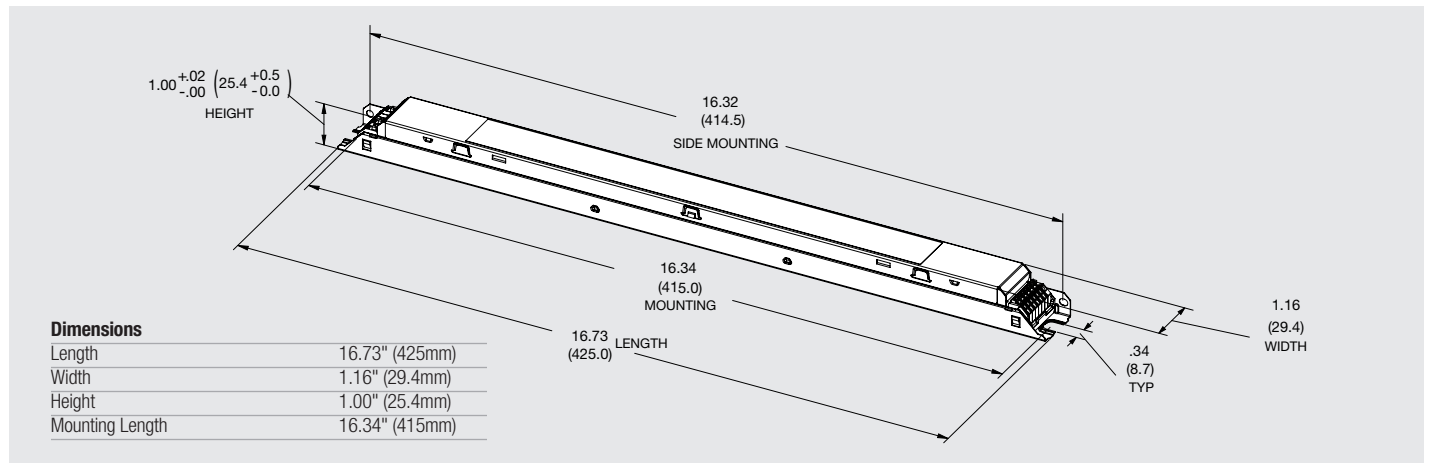 1.00 +.02 -.00 (25.4 +0.5 -0.0)
HEIGHT
16.32
(414.5)
SIDE MOUNTING
16.34
(415.0)
MOUNTING
16.73
(425.0)
LENGTH
1.16
(29.4)
WIDTH
.34
(8.7)
TYP
Dimensions
Length 16.73" (425mm)
Width 1.16" (29.4mm)
Height 1.00" (25.4mm)
Mounting Length 16.34" (415mm)